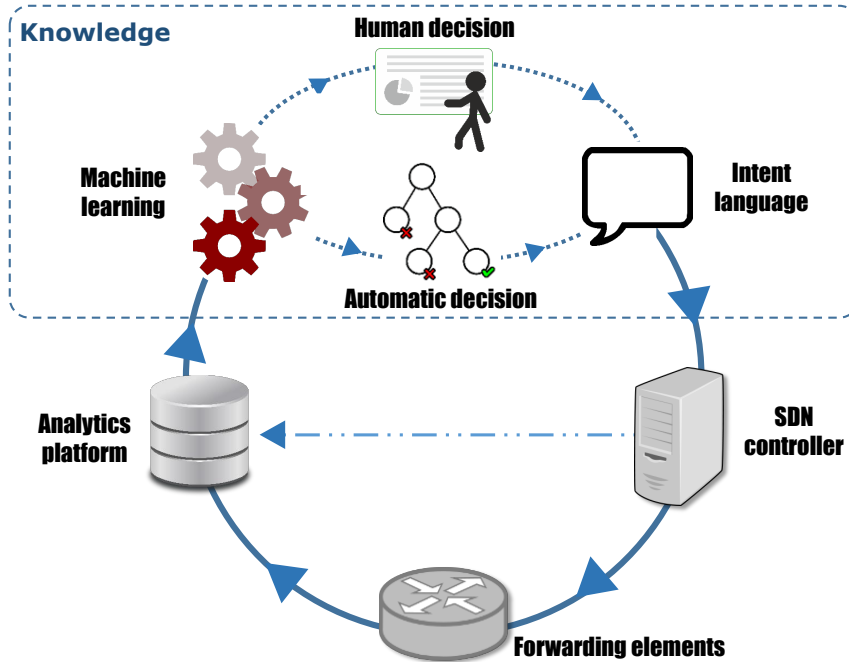 Knowledge
Human decision
Machine
learning
Intent
language
Automatic decision
Analytics
platform
SDN
controller
Forwarding elements